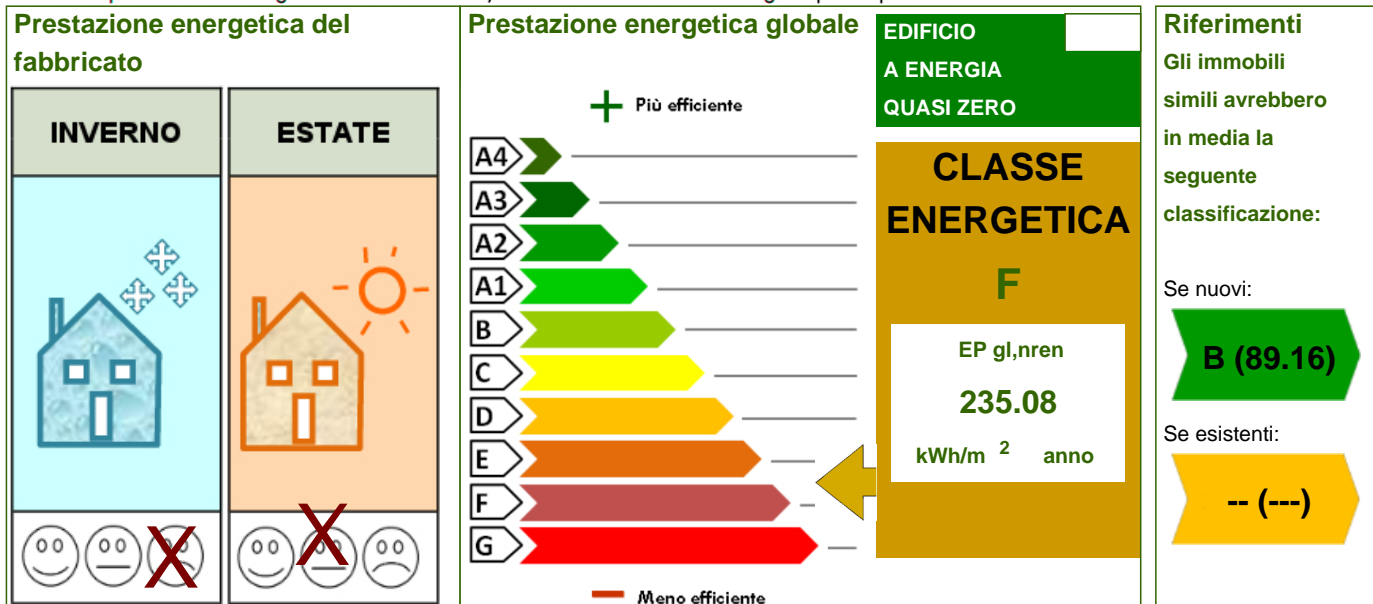 Prestazione energetica del
fabbricato
INVERNO
ESTATE
Prestazione energetica globale
Più efficiente
A4
A3
A2
A1
B
C
D
E
F
G
Meno efficiente
EDIFICIO
A ENERGIA
QUASI ZERO
CLASSE
ENERGETICA
F
EP gl,nren
235.08
kWh/m 2 anno
Riferimenti
Gli immobili
simili avrebbero
in media la
seguente
classificazione:
Se nuovi:
B (89.16)
Se esistenti:
-- (---)